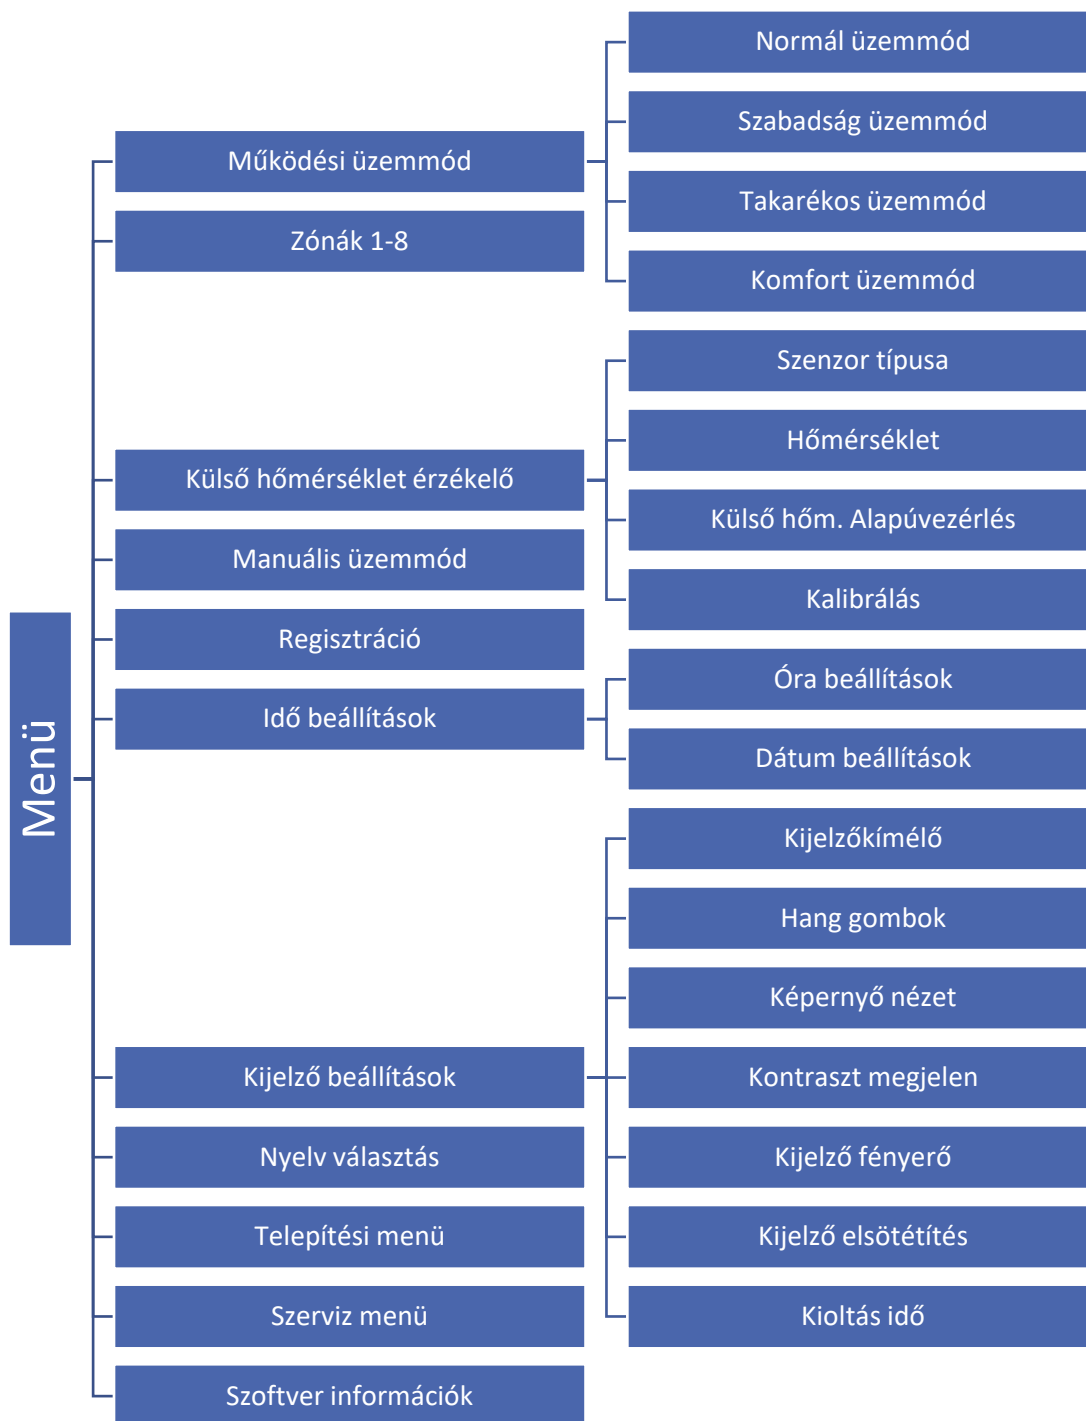 Menü
Működési üzemmód
Normál üzemmód
Szabadság üzemmód
Takarékos üzemmód
Komfort üzemmód
Zónák 1-8
Külső hőmérséklet érzékelő
Szenzor típusa
Hőmérséklet
Külső hőm. Alapúvezérlés
Kalibrálás
Manuális üzemmód
Regisztráció
Idő beállítások
Óra beállítások
Dátum beállítások
Kijelző beállítások
Kijelzőkímélő
Hang gombok
Képernyő nézet
Kontraszt megjelen
Kijelző fényerő
Kijelző elsötétítés
Kioltás idő
Nyelv választás
Telepítési menü
Szerviz menü
Szoftver információk